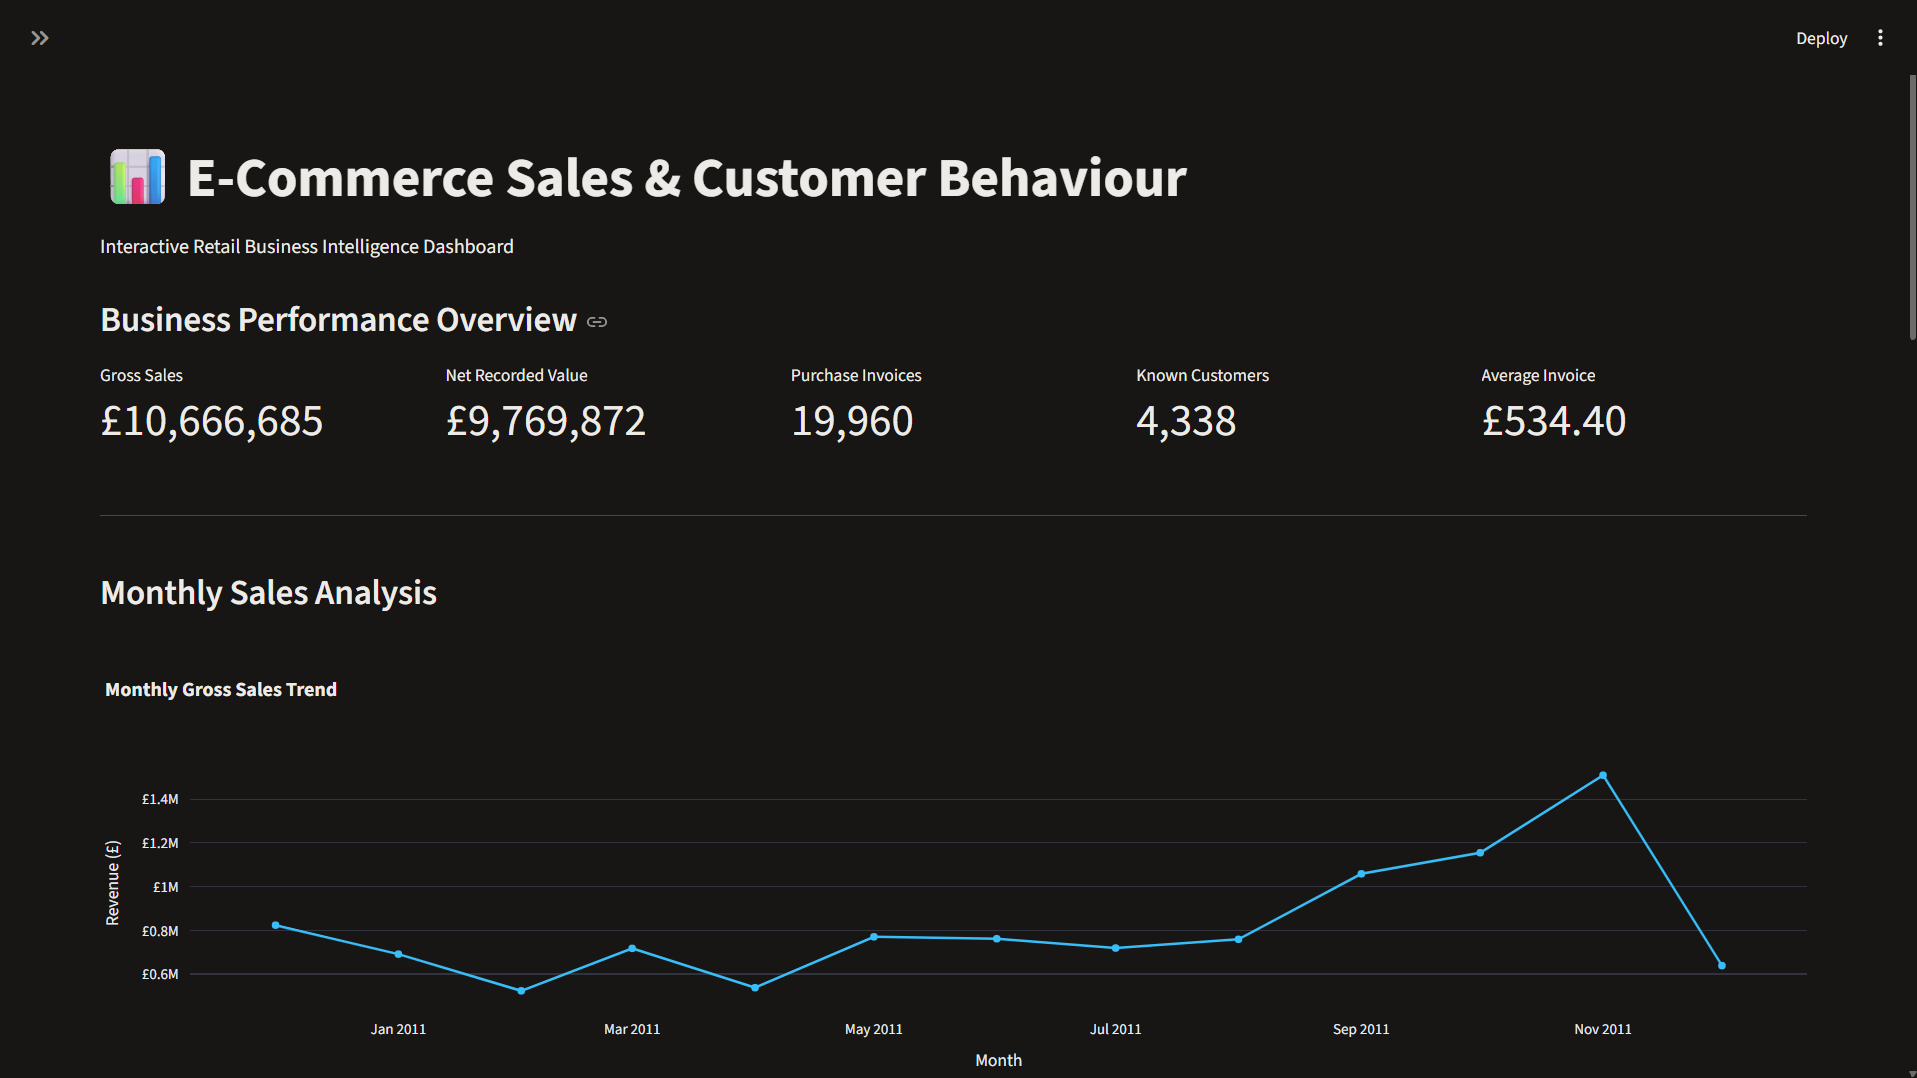 Deploy
E-Commerce Sales & Customer Behaviour
Interactive Retail Business Intelligence Dashboard
Business Performance Overview
Gross Sales
£10,666,685
Net Recorded Value
£9,769,872
Purchase Invoices
19,960
Known Customers
4,338
Average Invoice
£534.40
Monthly Sales Analysis
Monthly Gross Sales Trend
Revenue (£)
£1.4M
£1.2M
£1M
£0.8M
£0.6M
Jan 2011
Mar 2011
May 2011
Jul 2011
Sep 2011
Nov 2011
Month